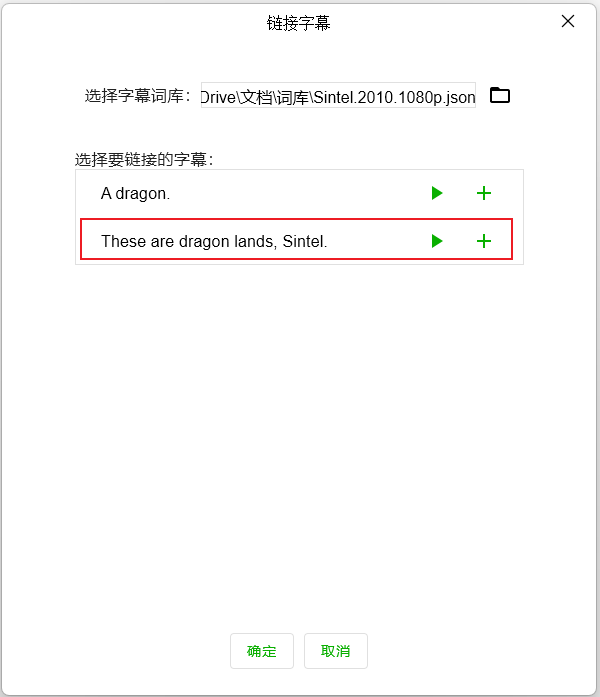 链接字幕
选择字幕词库：Drive\文档\词库\Sintel.2010.1080p.json
选择要链接的字幕：
A dragon.
These are dragon lands, Sintel.
确定 取消